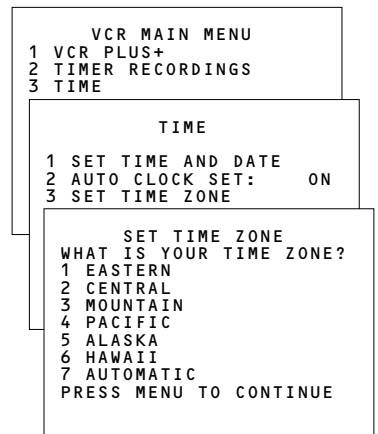 VCR MAIN MENU
1 VCR PLUS+
2 TIMER RECORDINGS
3 TIME
TIME
1 SET TIME AND DATE
2 AUTO CLOCK SET: ON
3 SET TIME ZONE
SET TIME ZONE
WHAT IS YOUR TIME ZONE?
1 EASTERN
2 CENTRAL
3 MOUNTAIN
4 PACIFIC
5 ALASKA
6 HAWAII
7 AUTOMATIC
PRESS MENU TO CONTINUE